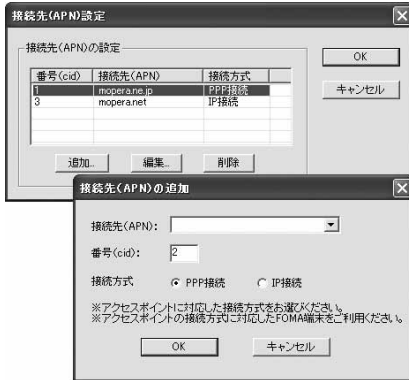 接続先(APN)設定
接続先(APN)の設定
番号(cid) 接続先(APN) 接続方式
1 mopera.ne.jp PPP接続
3 mopera.net IP接続
OK
キャンセル
追加... 編集... 削除
接続先(APN)の追加
接続先(APN):
番号(cid): 2
接続方式 PPP接続 IP接続
※アクセスポイントに対応した接続方式をお選びください。
※アクセスポイントの接続方式に対応したFOMA端末をご利用ください。
OK キャンセル